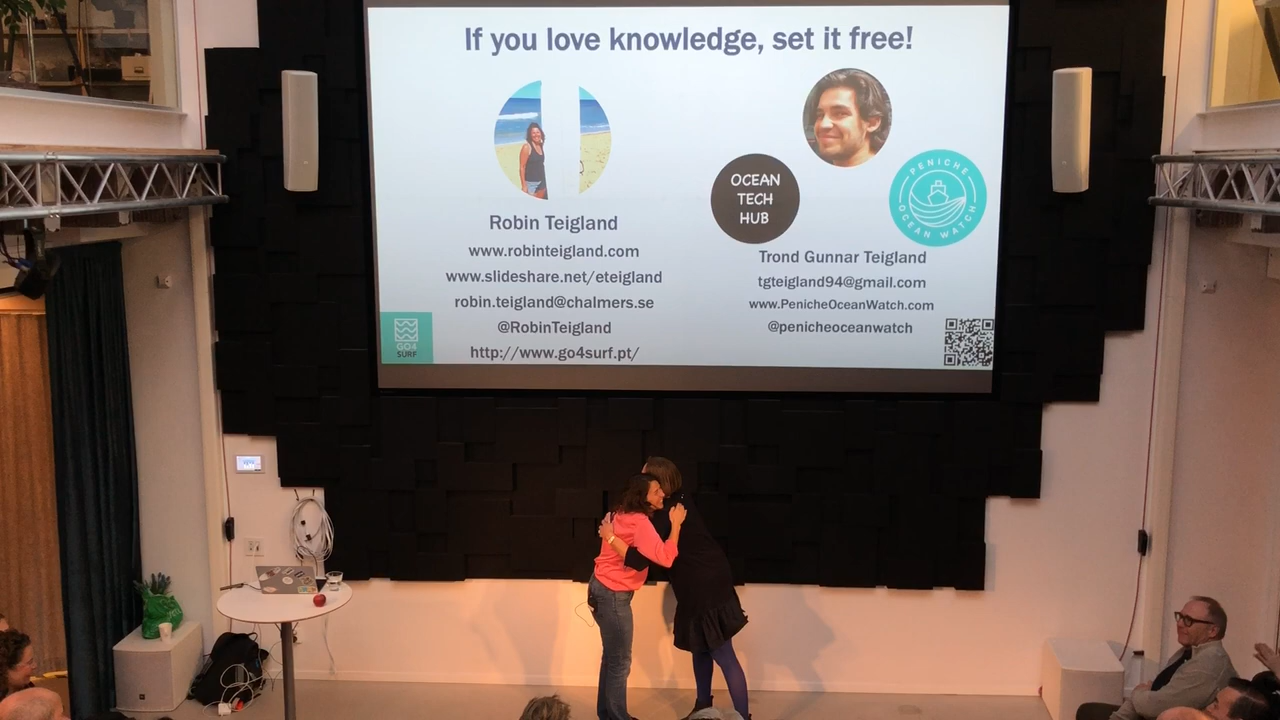 If you love knowledge, set it free!
Robin Teigland
www.robinteigland.com
www.slideshare.net/eteigland
robin.teigland@chalmers.se
@RobinTeigland
http://www.go4surf.pt/
GO4
SURF
OCEAN
TECH
HUB
PENICHE
OCEAN WATCH
Trond Gunnar Teigland
tgteigland94@gmail.com
www.PenicheOceanWatch.com
@penicheoceanwatch